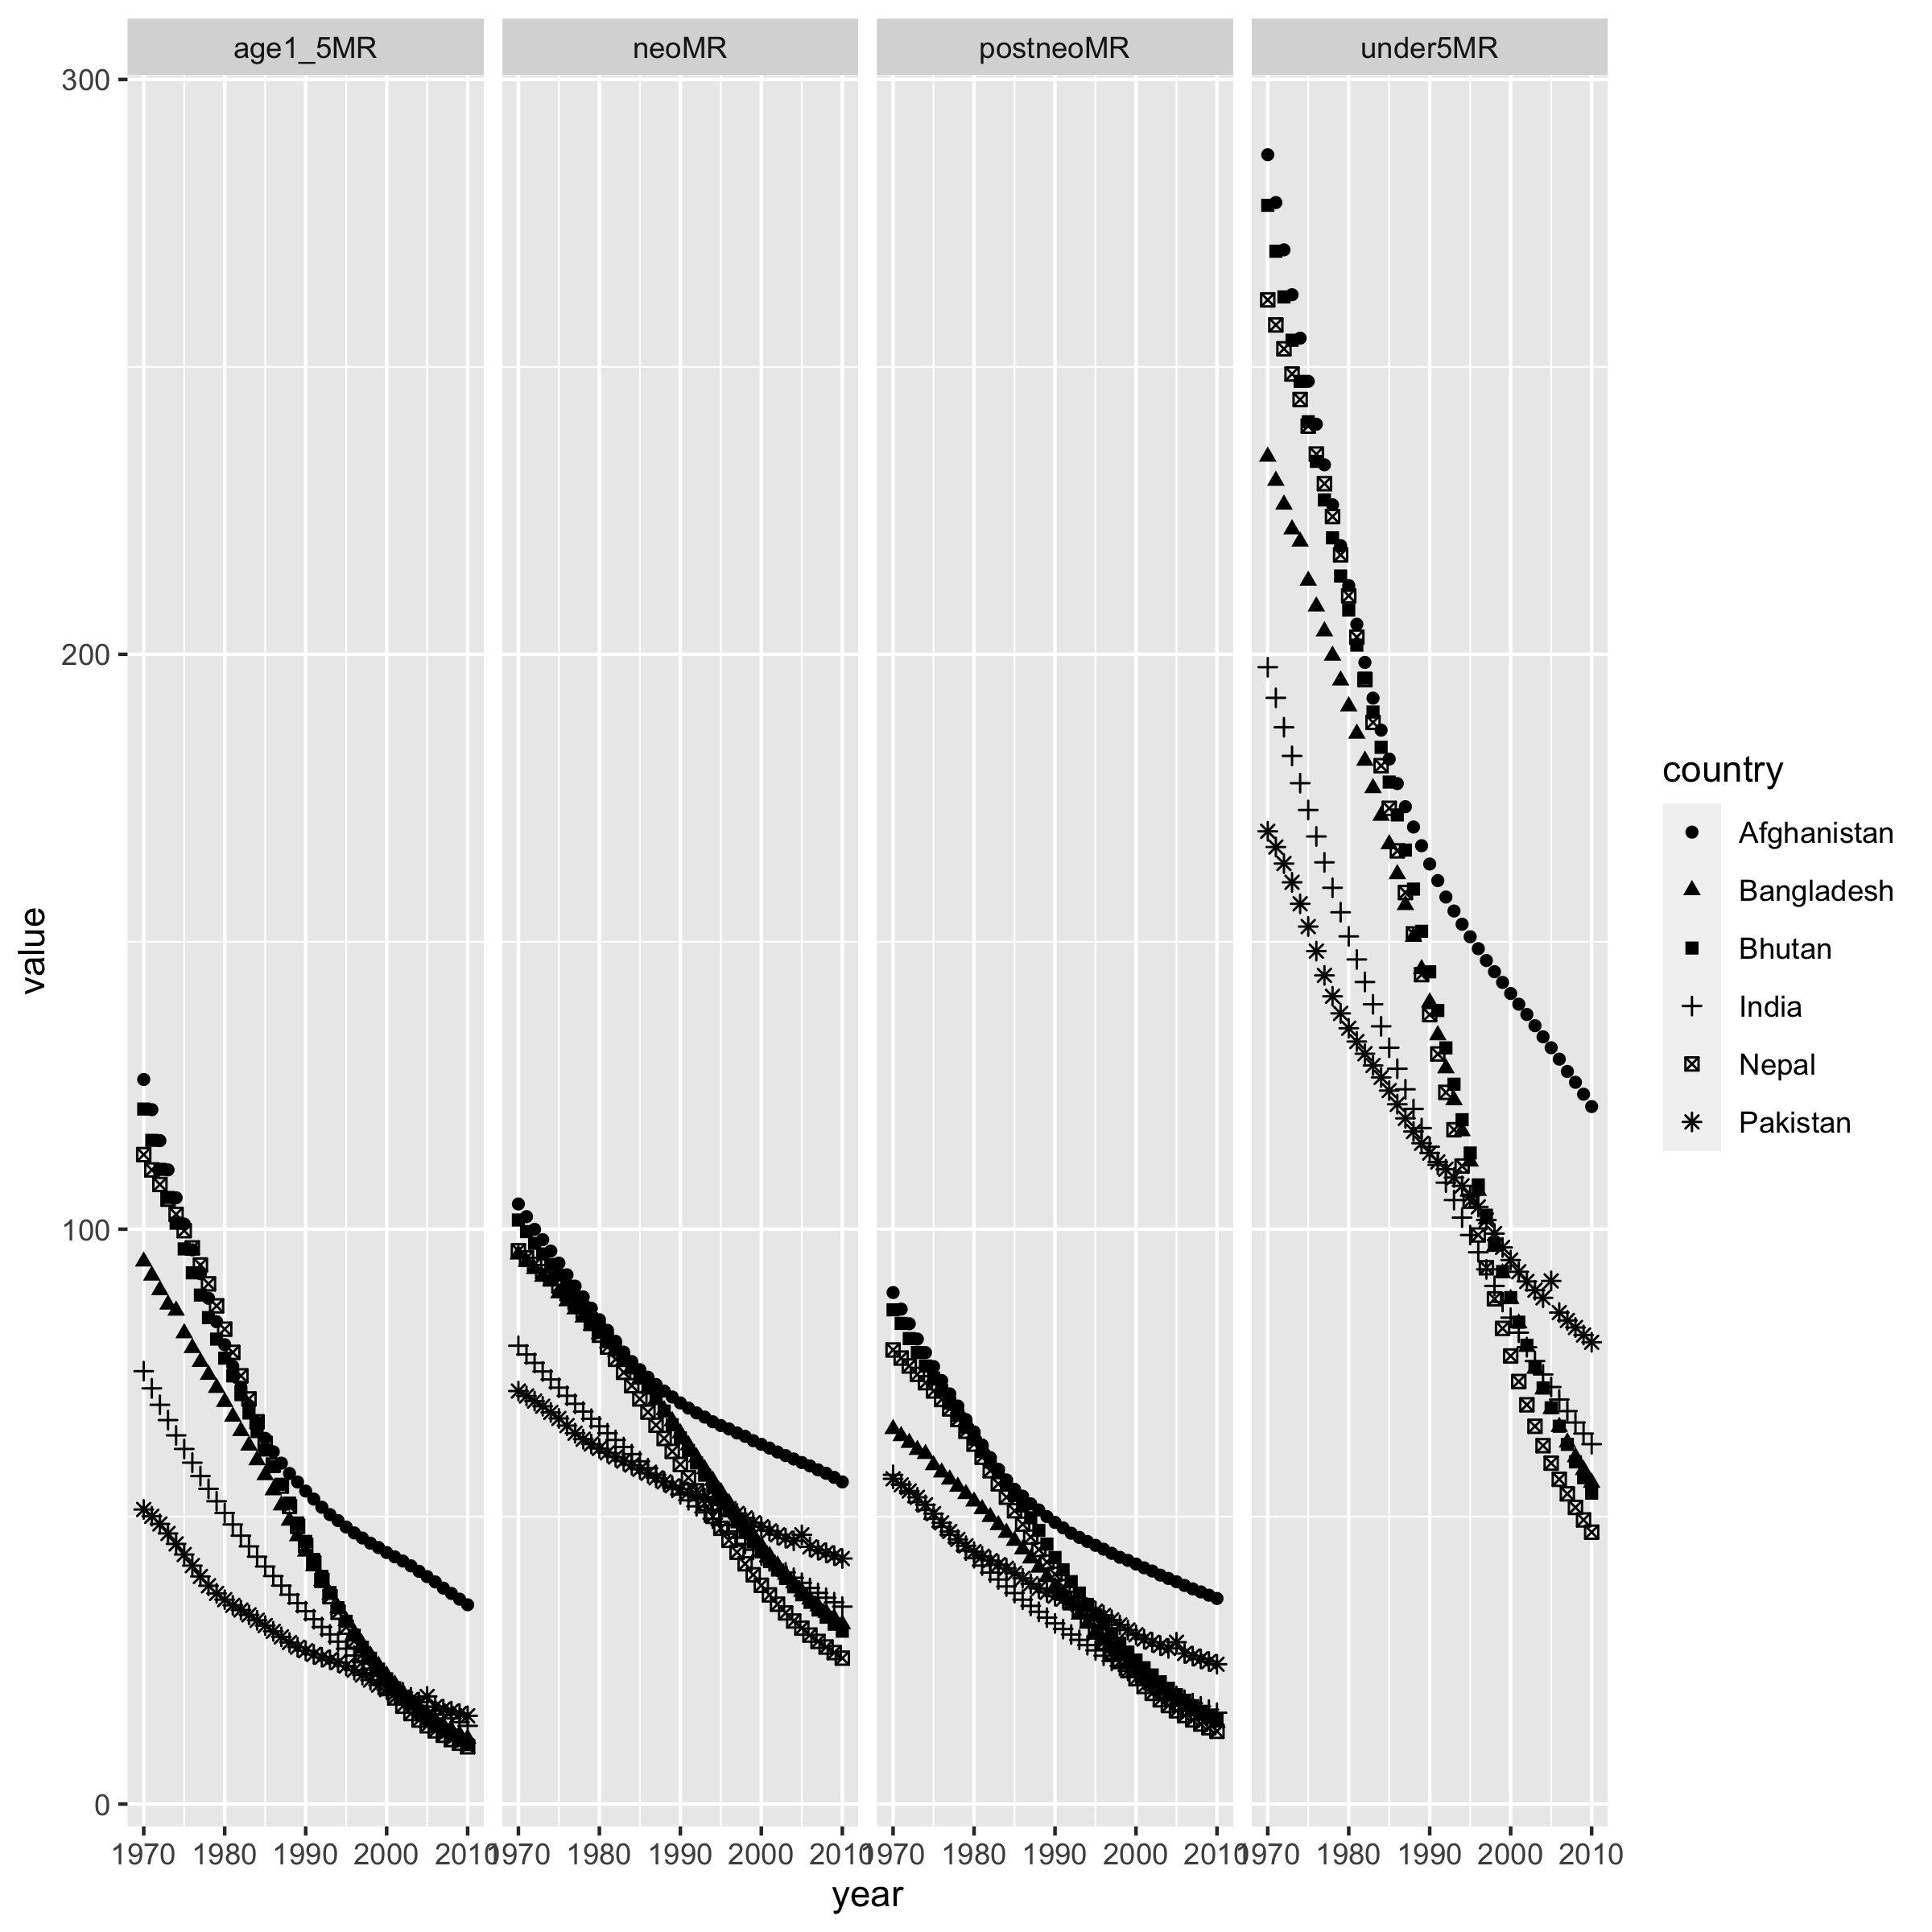 age1_5MR neoMR postneoMR under5MR
300
200
100
0
value
1970 1980 1990 2000 2010 1970 1980 1990 2000 2010 1970 1980 1990 2000 2010 1970 1980 1990 2000 2010
year
country
Afghanistan
Bangladesh
Bhutan
India
Nepal
Pakistan